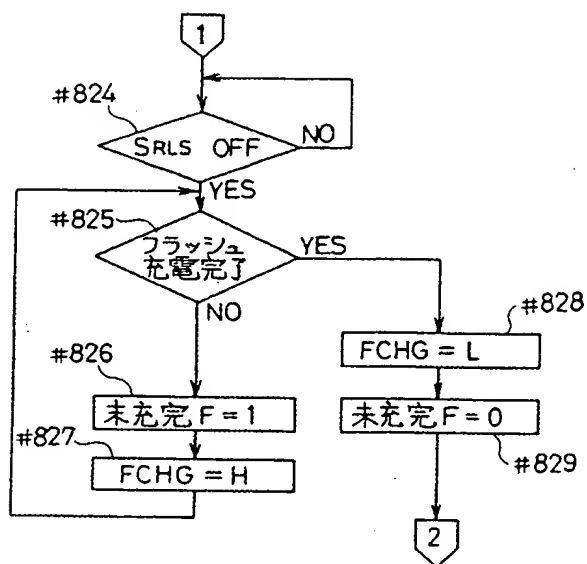 1
#824
SRLS OFF
NO
YES
#825
フラッシュ
充電完了
YES
NO
#828
FCHG = L
#826
末充完 F = 1
未充完 F = 0
#827
FCHG = H
#829
2